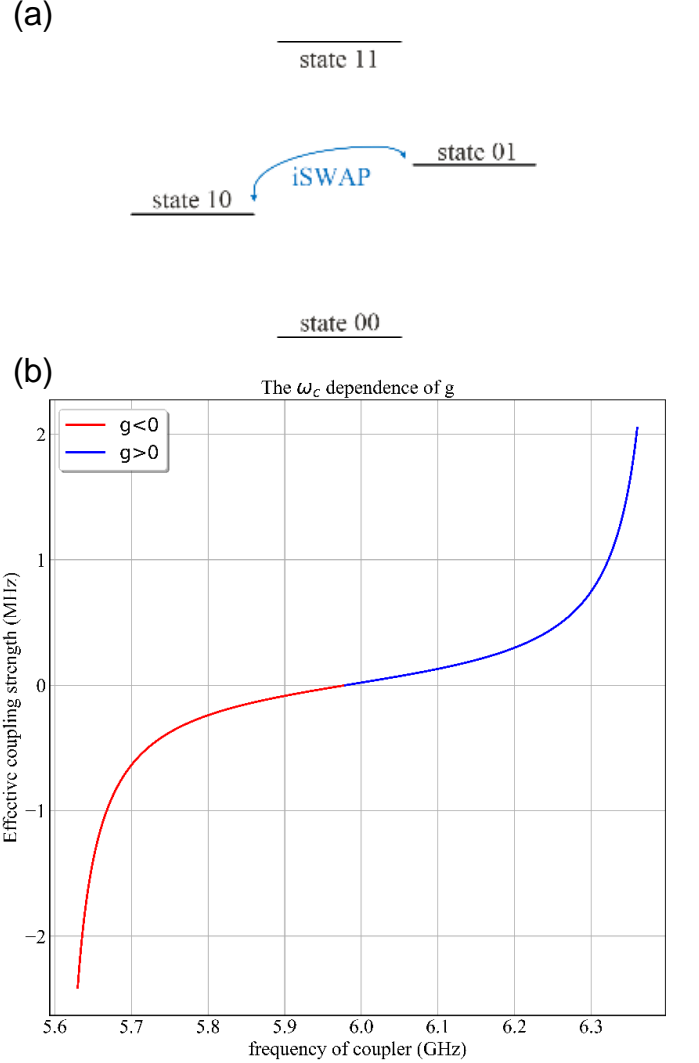 (a)
state 11
state 01
iSWAP
state 10
state 00
(b)
The ω_c dependence of g
g<0
g>0
2
1
0
−1
−2
Effective coupling strength (MHz)
5.6 5.7 5.8 5.9 6.0 6.1 6.2 6.3
frequency of coupler (GHz)